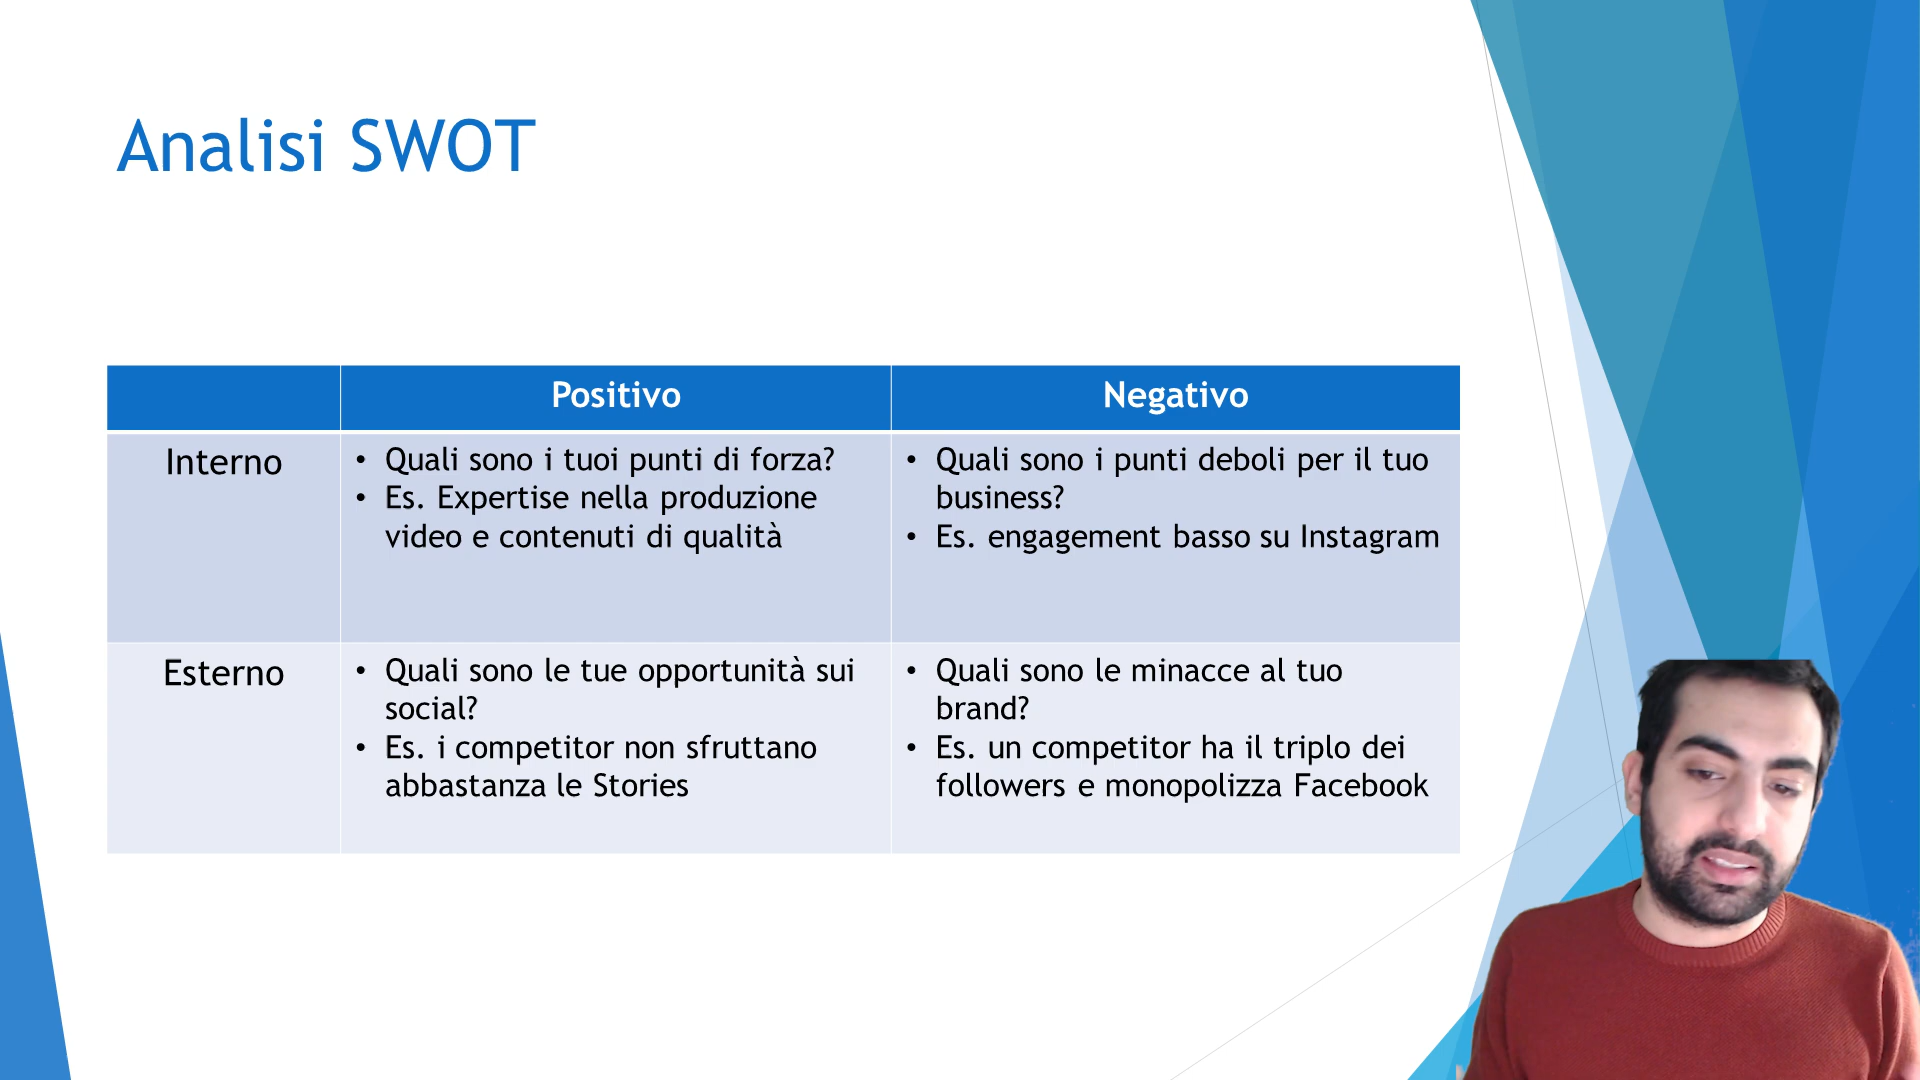 Analisi SWOT
Positivo
Negativo
Interno
• Quali sono i tuoi punti di forza?
• Es. Expertise nella produzione
video e contenuti di qualità
• Quali sono i punti deboli per il tuo
business?
• Es. engagement basso su Instagram
Esterno
• Quali sono le tue opportunità sui
social?
• Es. i competitor non sfruttano
abbastanza le Stories
• Quali sono le minacce al tuo
brand?
• Es. un competitor ha il triplo dei
followers e monopolizza Facebook